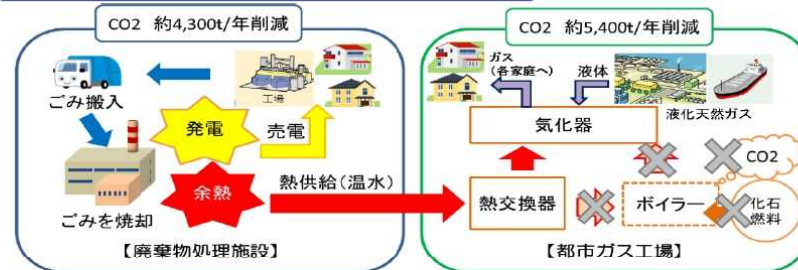 CO2 約4,300t/年削減
ごみ搬入
工場
発電
売電
余熱
ごみを焼却
熱供給(温水)
【廃棄物処理施設】
CO2 約5,400t/年削減
ガス
(各家庭へ)
液体
液化天然ガス
気化器
熱交換器
ボイラー
CO2
化石
燃料
【都市ガス工場】